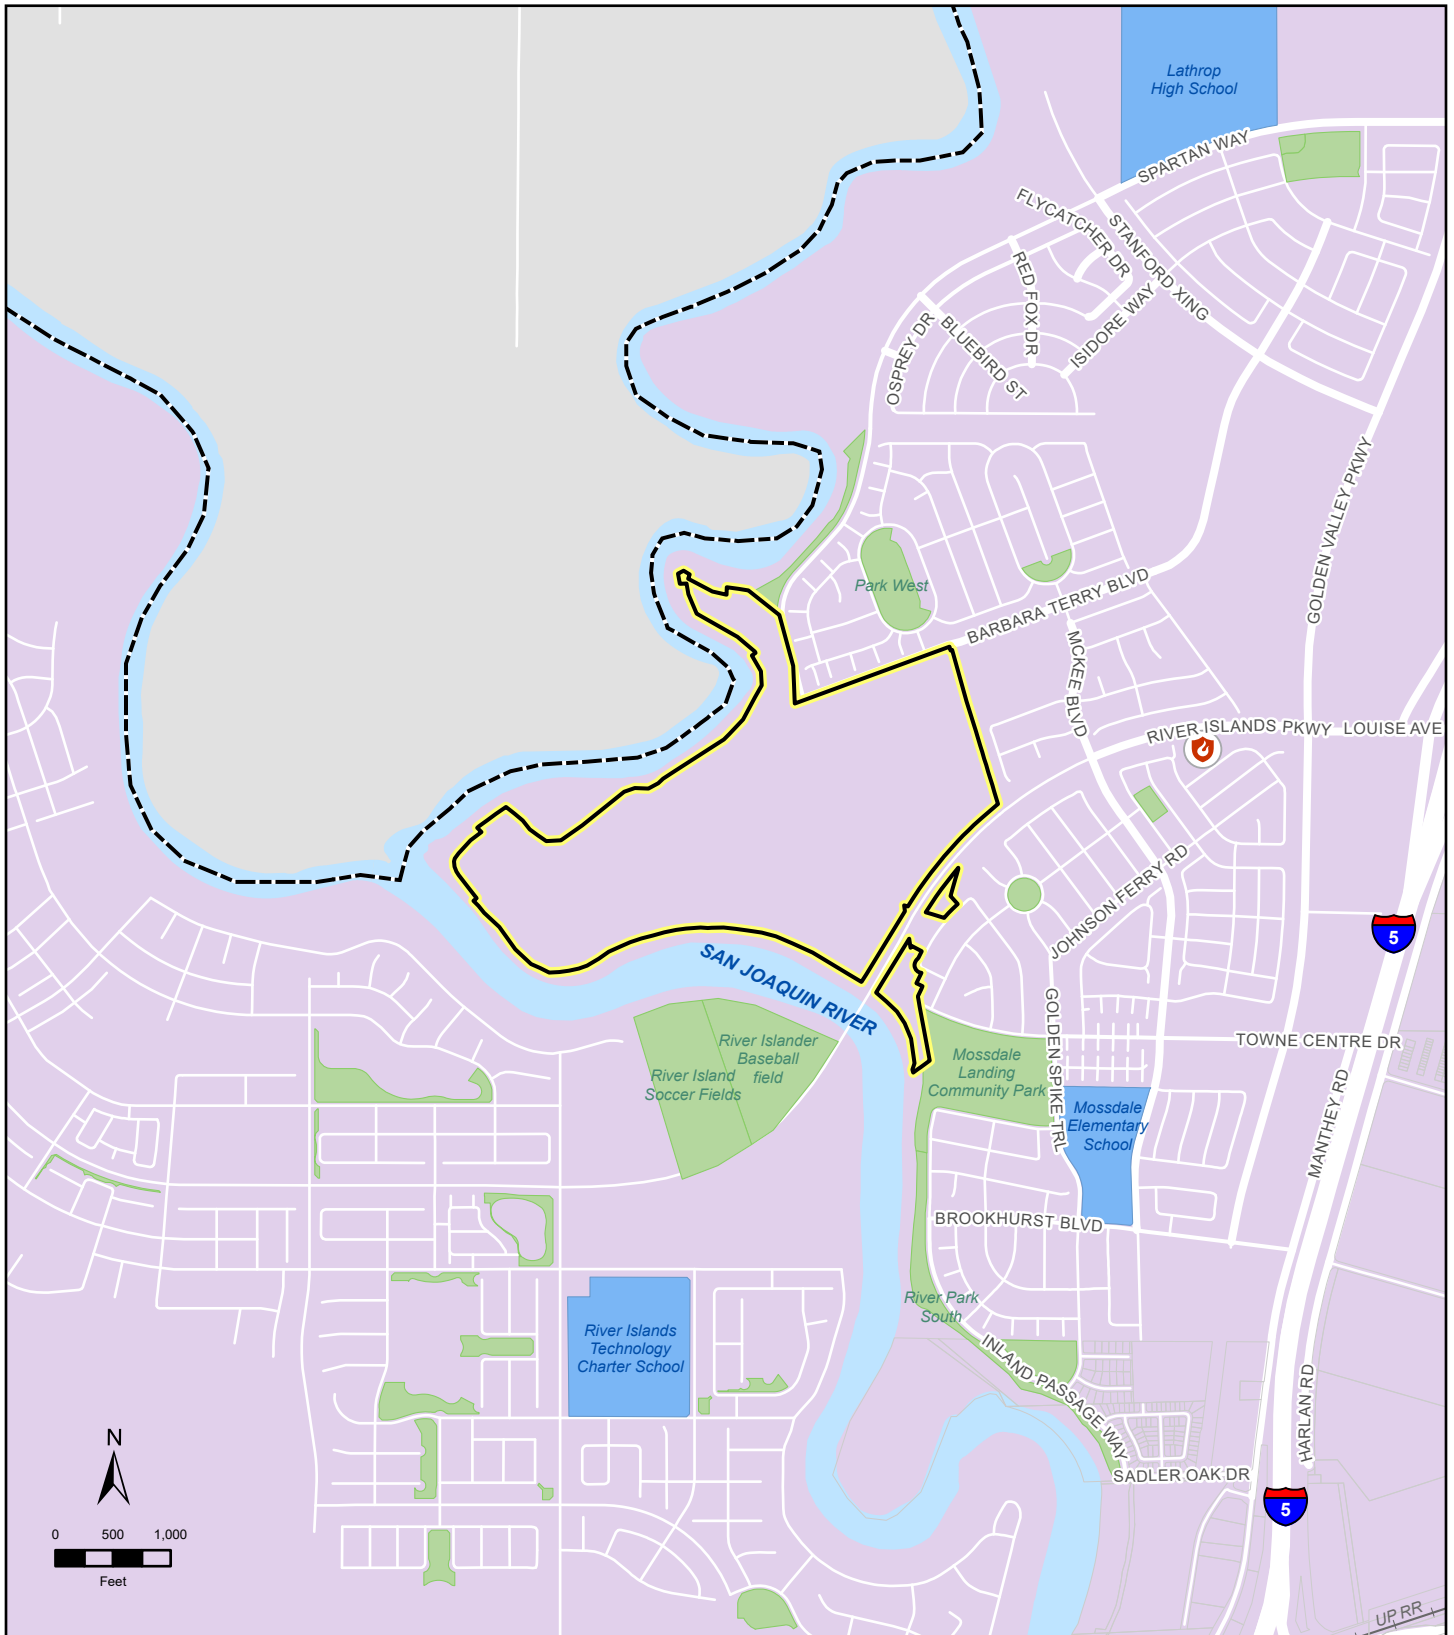 Lathrop
High School
SPARTAN WAY
FLYCATCHER DR
STANFORD XING
RED FOX DR
ISIDORE WAY
OSPREY DR
BLUEBIRD ST
GOLDEN VALLEY PKWY
Park West
BARBARA TERRY BLVD
MCKEE BLVD
RIVER ISLANDS PKWY
LOUISE AVE
JOHNSON FERRY RD
5
SAN JOAQUIN RIVER
GOLDEN SPIKE TRL
TOWNE CENTRE DR
River Islander
Baseball
field
River Island
Soccer Fields
Mossdale
Landing
Community Park
Mossdale
Elementary
School
MANTHEY RD
BROOKHURST BLVD
River Park
South
River Islands
Technology
Charter School
INLAND PASSAGE WAY
HARLAN RD
SADLER OAK DR
5
N
0 500 1,000
Feet
UP RR